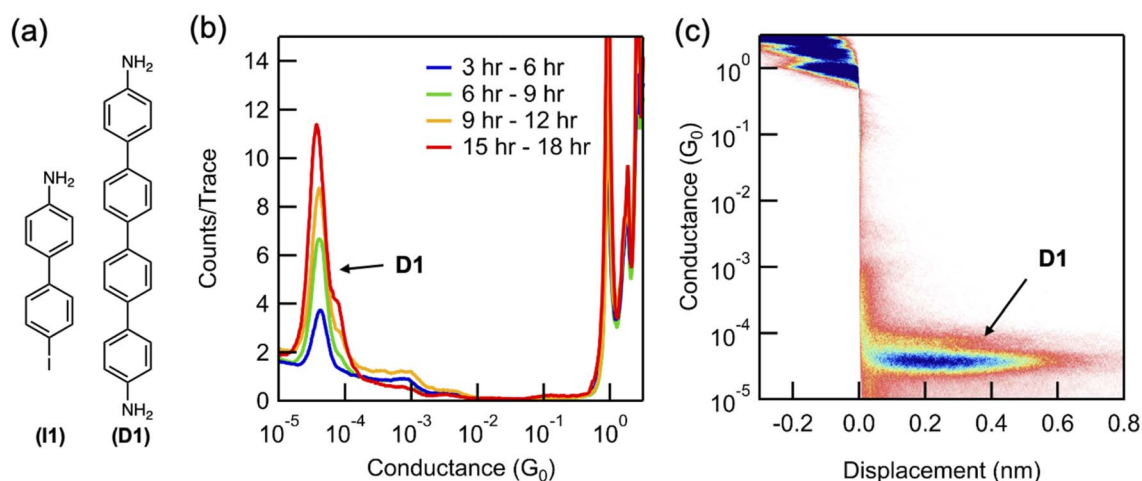 (a)
NH₂
I
(I1)
NH₂
NH₂
(D1)
(b)
Counts/Trace
14
12
10
8
6
4
2
0
3 hr - 6 hr
6 hr - 9 hr
9 hr - 12 hr
15 hr - 18 hr
D1
10⁻⁵
10⁻⁴
10⁻³
10⁻²
10⁻¹
10⁰
Conductance (G₀)
(c)
Conductance (G₀)
10⁰
10⁻¹
10⁻²
10⁻³
10⁻⁴
10⁻⁵
D1
-0.2
0.0
0.2
0.4
0.6
0.8
Displacement (nm)